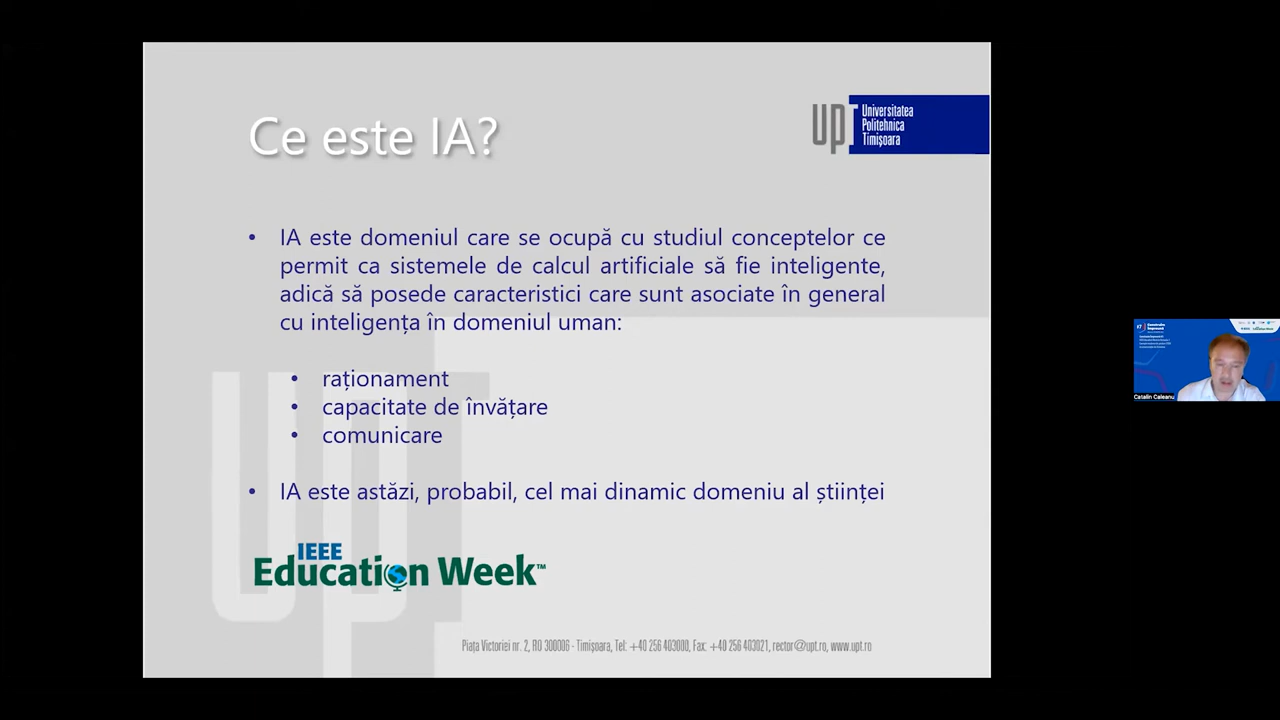 Ce este IA?
upt
Universitatea
Politehnica
Timișoara
• IA este domeniul care se ocupă cu studiul conceptelor ce
permit ca sistemele de calcul artificiale să fie inteligente,
adică să posede caracteristici care sunt asociate în general
cu inteligența în domeniul uman:
• raționament
• capacitate de învățare
• comunicare
• IA este astăzi, probabil, cel mai dinamic domeniu al științei
IEEE
Education Week™
Piața Victoriei nr. 2, RO 300006 - Timișoara, Tel: +40 256 403000, Fax: +40 256 403021, rector@upt.ro, www.upt.ro
Catalin Caleanu